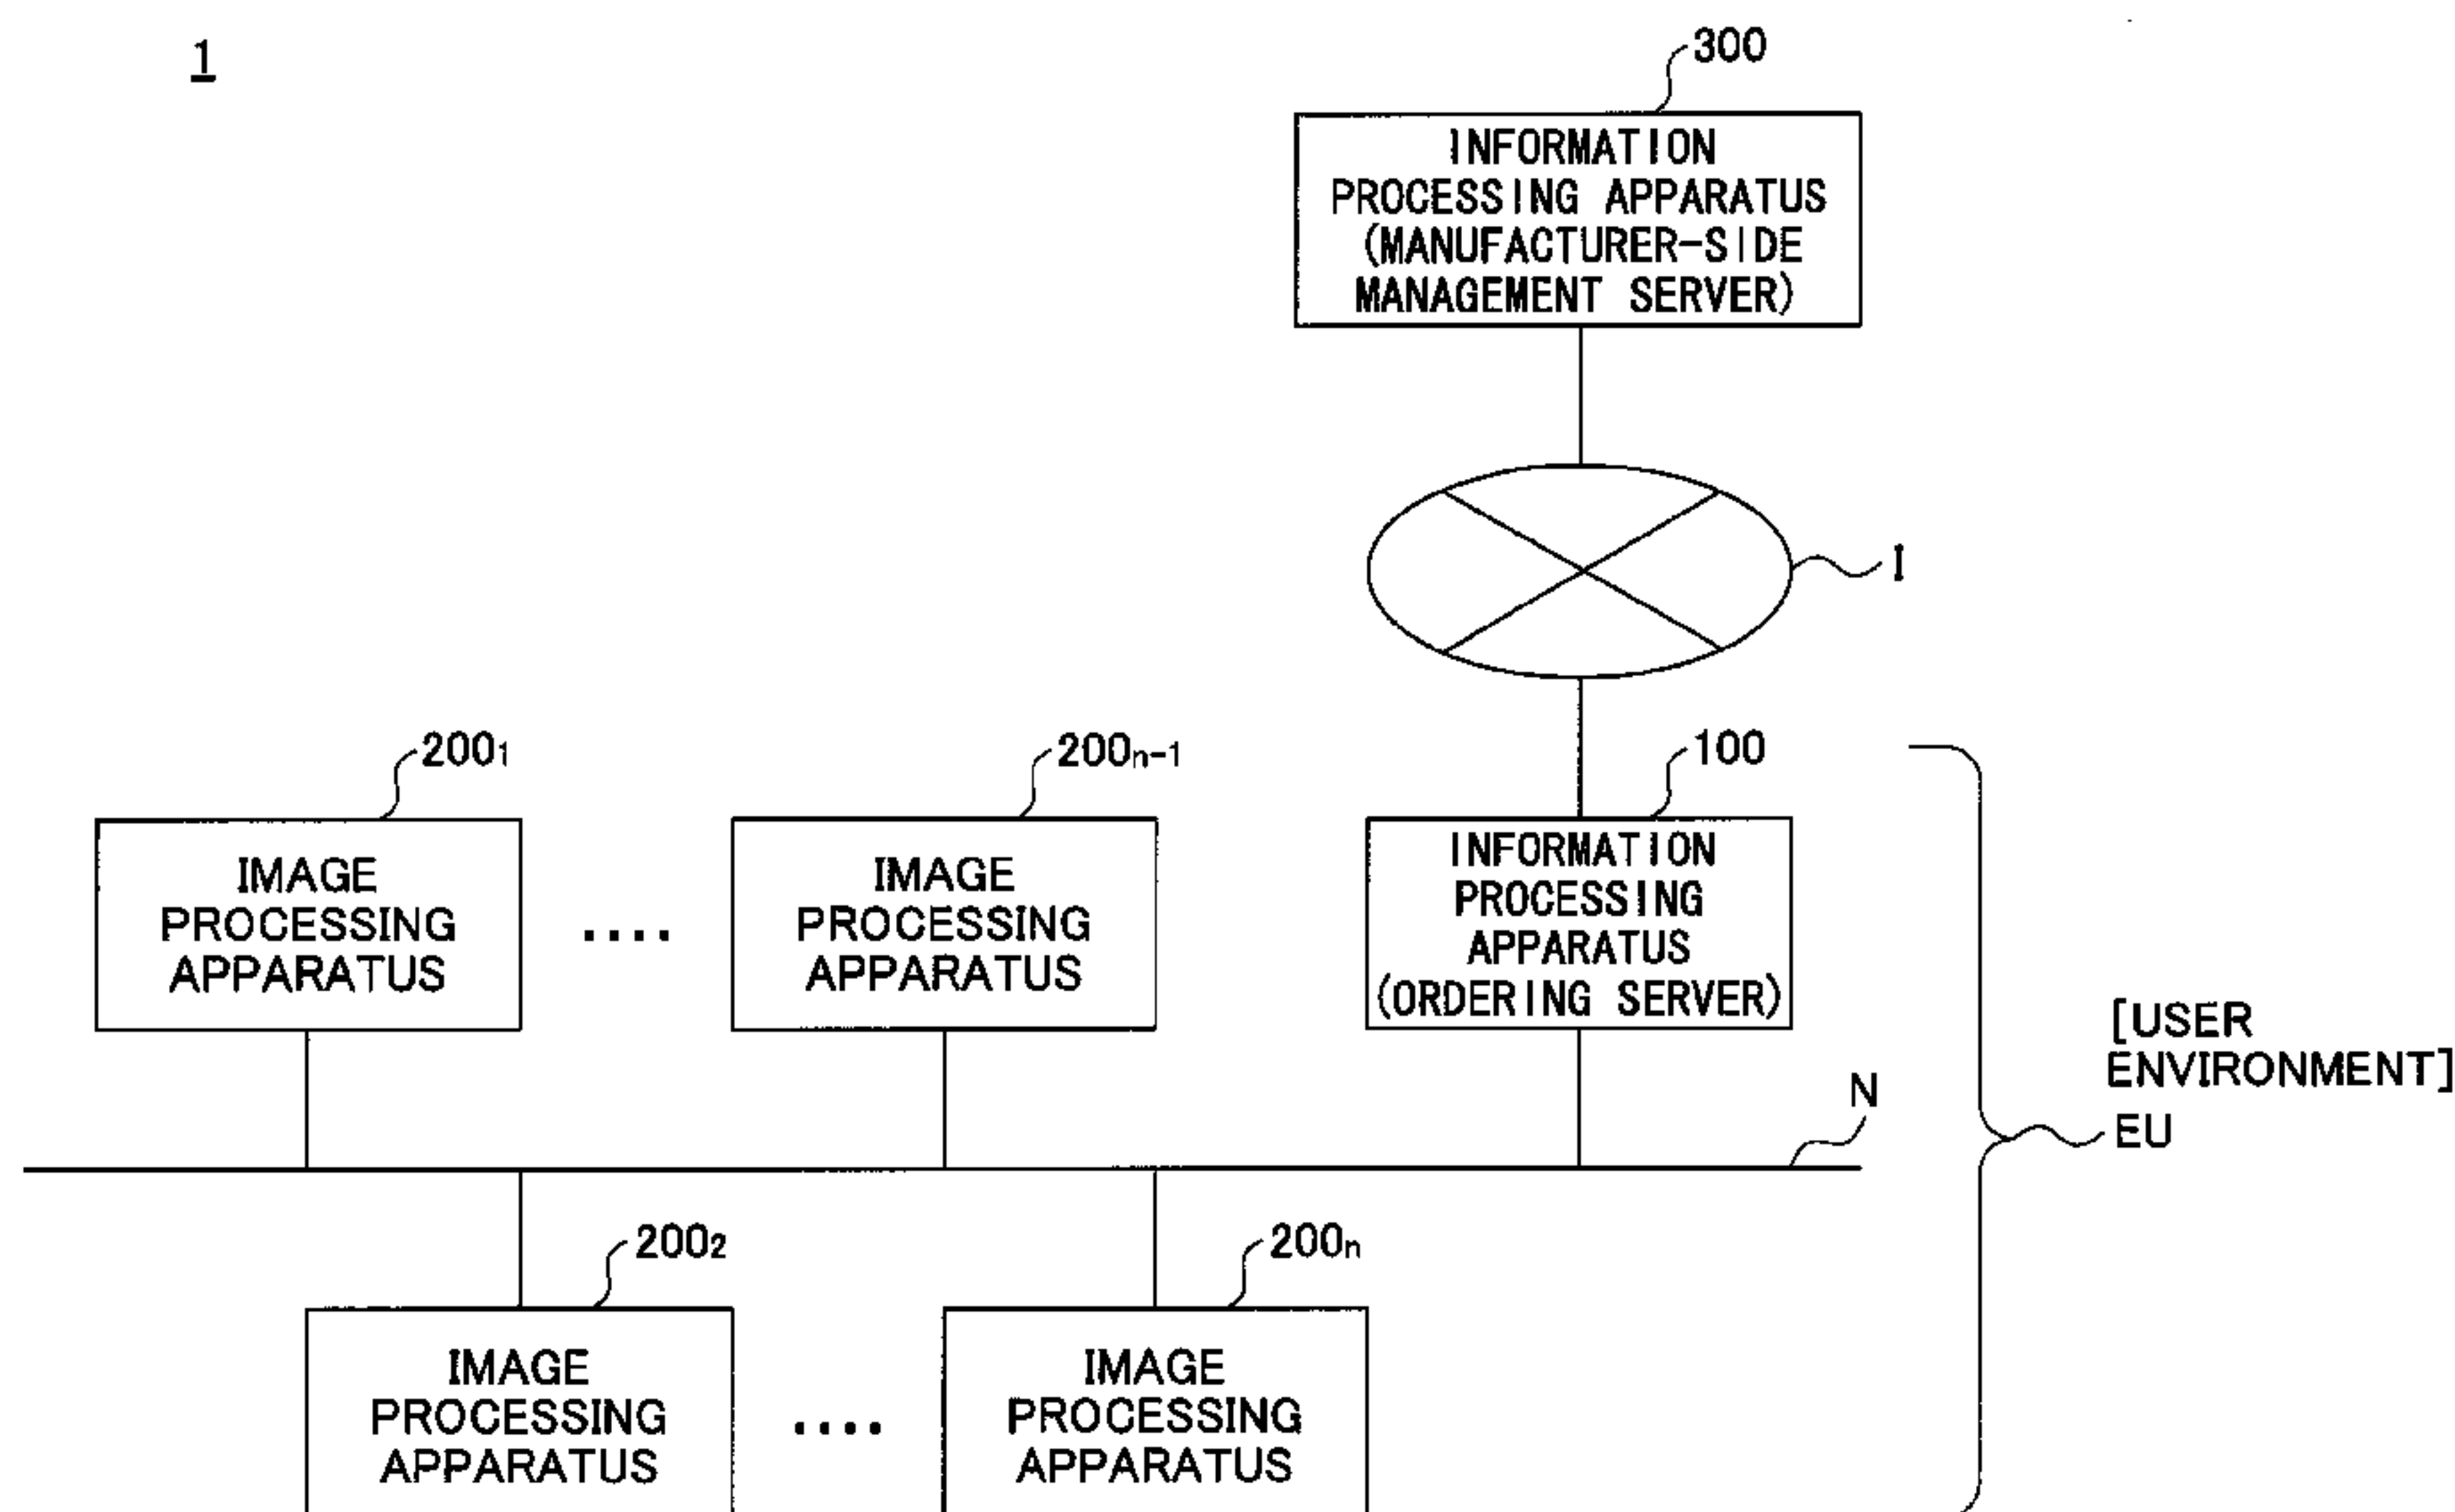 1
300
INFORMATION
PROCESSING APPARATUS
(MANUFACTURER-SIDE
MANAGEMENT SERVER)
I
200₁
200ₙ₋₁
100
IMAGE
PROCESSING
APPARATUS
....
IMAGE
PROCESSING
APPARATUS
INFORMATION
PROCESSING
APPARATUS
(ORDERING SERVER)
[USER
ENVIRONMENT]
EU
N
200₂
200ₙ
IMAGE
PROCESSING
APPARATUS
....
IMAGE
PROCESSING
APPARATUS